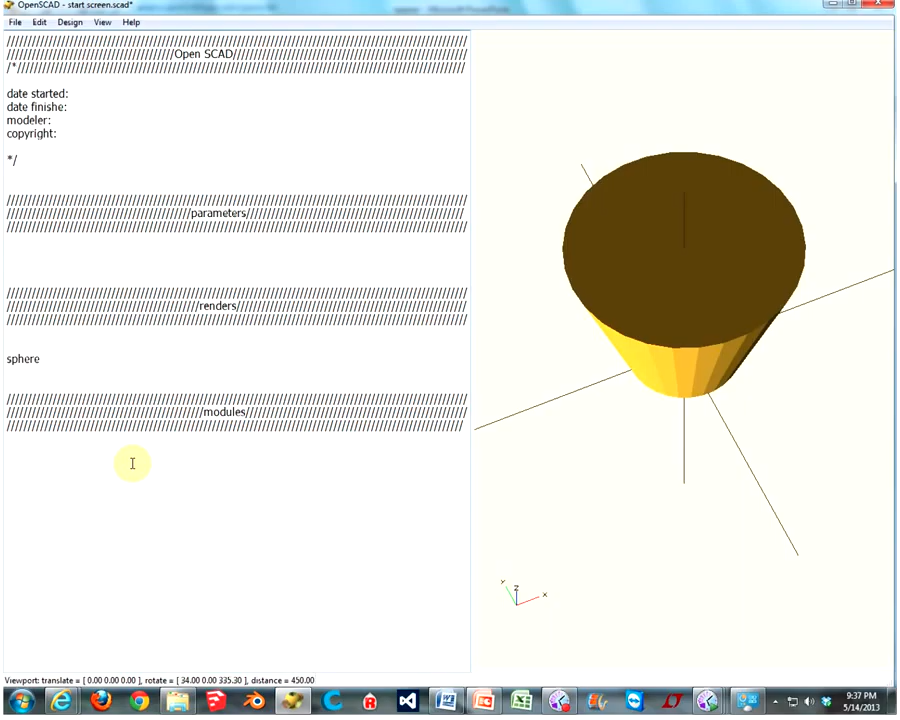 OpenSCAD - start screen.scad*
File Edit Design View Help
////////////////////////////////////////////////////////////////////////////////////////////////////
////////////////////////////////////Open SCAD///////////////////////////////////////////////////
/*//////////////////////////////////////////////////////////////////////////////////////////////////
date started:
date finishe:
modeler:
copyright:
*/
////////////////////////////////////////////////////////////////////////////////////////////////////
////////////////////////////////////////parameters///////////////////////////////////////////////
////////////////////////////////////////////////////////////////////////////////////////////////////
////////////////////////////////////////////////////////////////////////////////////////////////////
//////////////////////////////////////////renders/////////////////////////////////////////////////
////////////////////////////////////////////////////////////////////////////////////////////////////
sphere
////////////////////////////////////////////////////////////////////////////////////////////////////
///////////////////////////////////////////modules///////////////////////////////////////////////
///////////////////////////////////////////////////////////////////////////////////////////////////
Y Z X
Viewport: translate = [ 0.00 0.00 0.00 ], rotate = [ 34.00 0.00 335.30 ], distance = 450.00
9:37 PM
5/14/2013